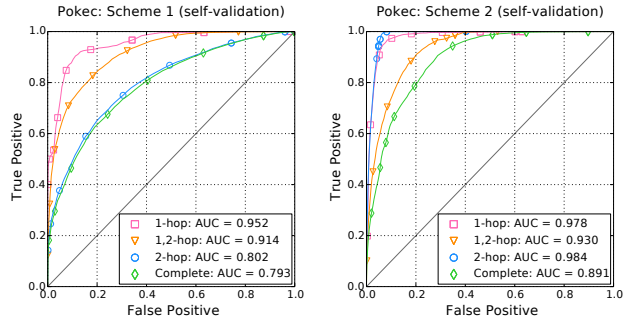 Pokec: Scheme 1 (self-validation)
True Positive
1.0
0.8
0.6
0.4
0.2
0.0
0.0 0.2 0.4 0.6 0.8 1.0
False Positive
1-hop: AUC = 0.952
1,2-hop: AUC = 0.914
2-hop: AUC = 0.802
Complete: AUC = 0.793
Pokec: Scheme 2 (self-validation)
True Positive
1.0
0.8
0.6
0.4
0.2
0.0
0.0 0.2 0.4 0.6 0.8 1.0
False Positive
1-hop: AUC = 0.978
1,2-hop: AUC = 0.930
2-hop: AUC = 0.984
Complete: AUC = 0.891